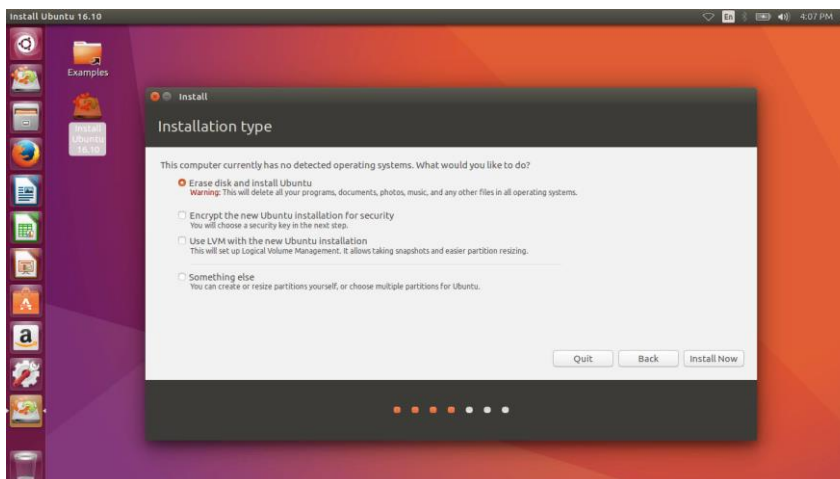 Install Ubuntu 16.10
En
4:07 PM
Examples
Install
Ubuntu
16.10
Install
Installation type
This computer currently has no detected operating systems. What would you like to do?
Erase disk and install Ubuntu
Warning: This will delete all your programs, documents, photos, music, and any other files in all operating systems.
Encrypt the new Ubuntu installation for security
You will choose a security key in the next step.
Use LVM with the new Ubuntu installation
This will set up Logical Volume Management. It allows taking snapshots and easier partition resizing.
Something else
You can create or resize partitions yourself, or choose multiple partitions for Ubuntu.
Quit
Back
Install Now
A
a